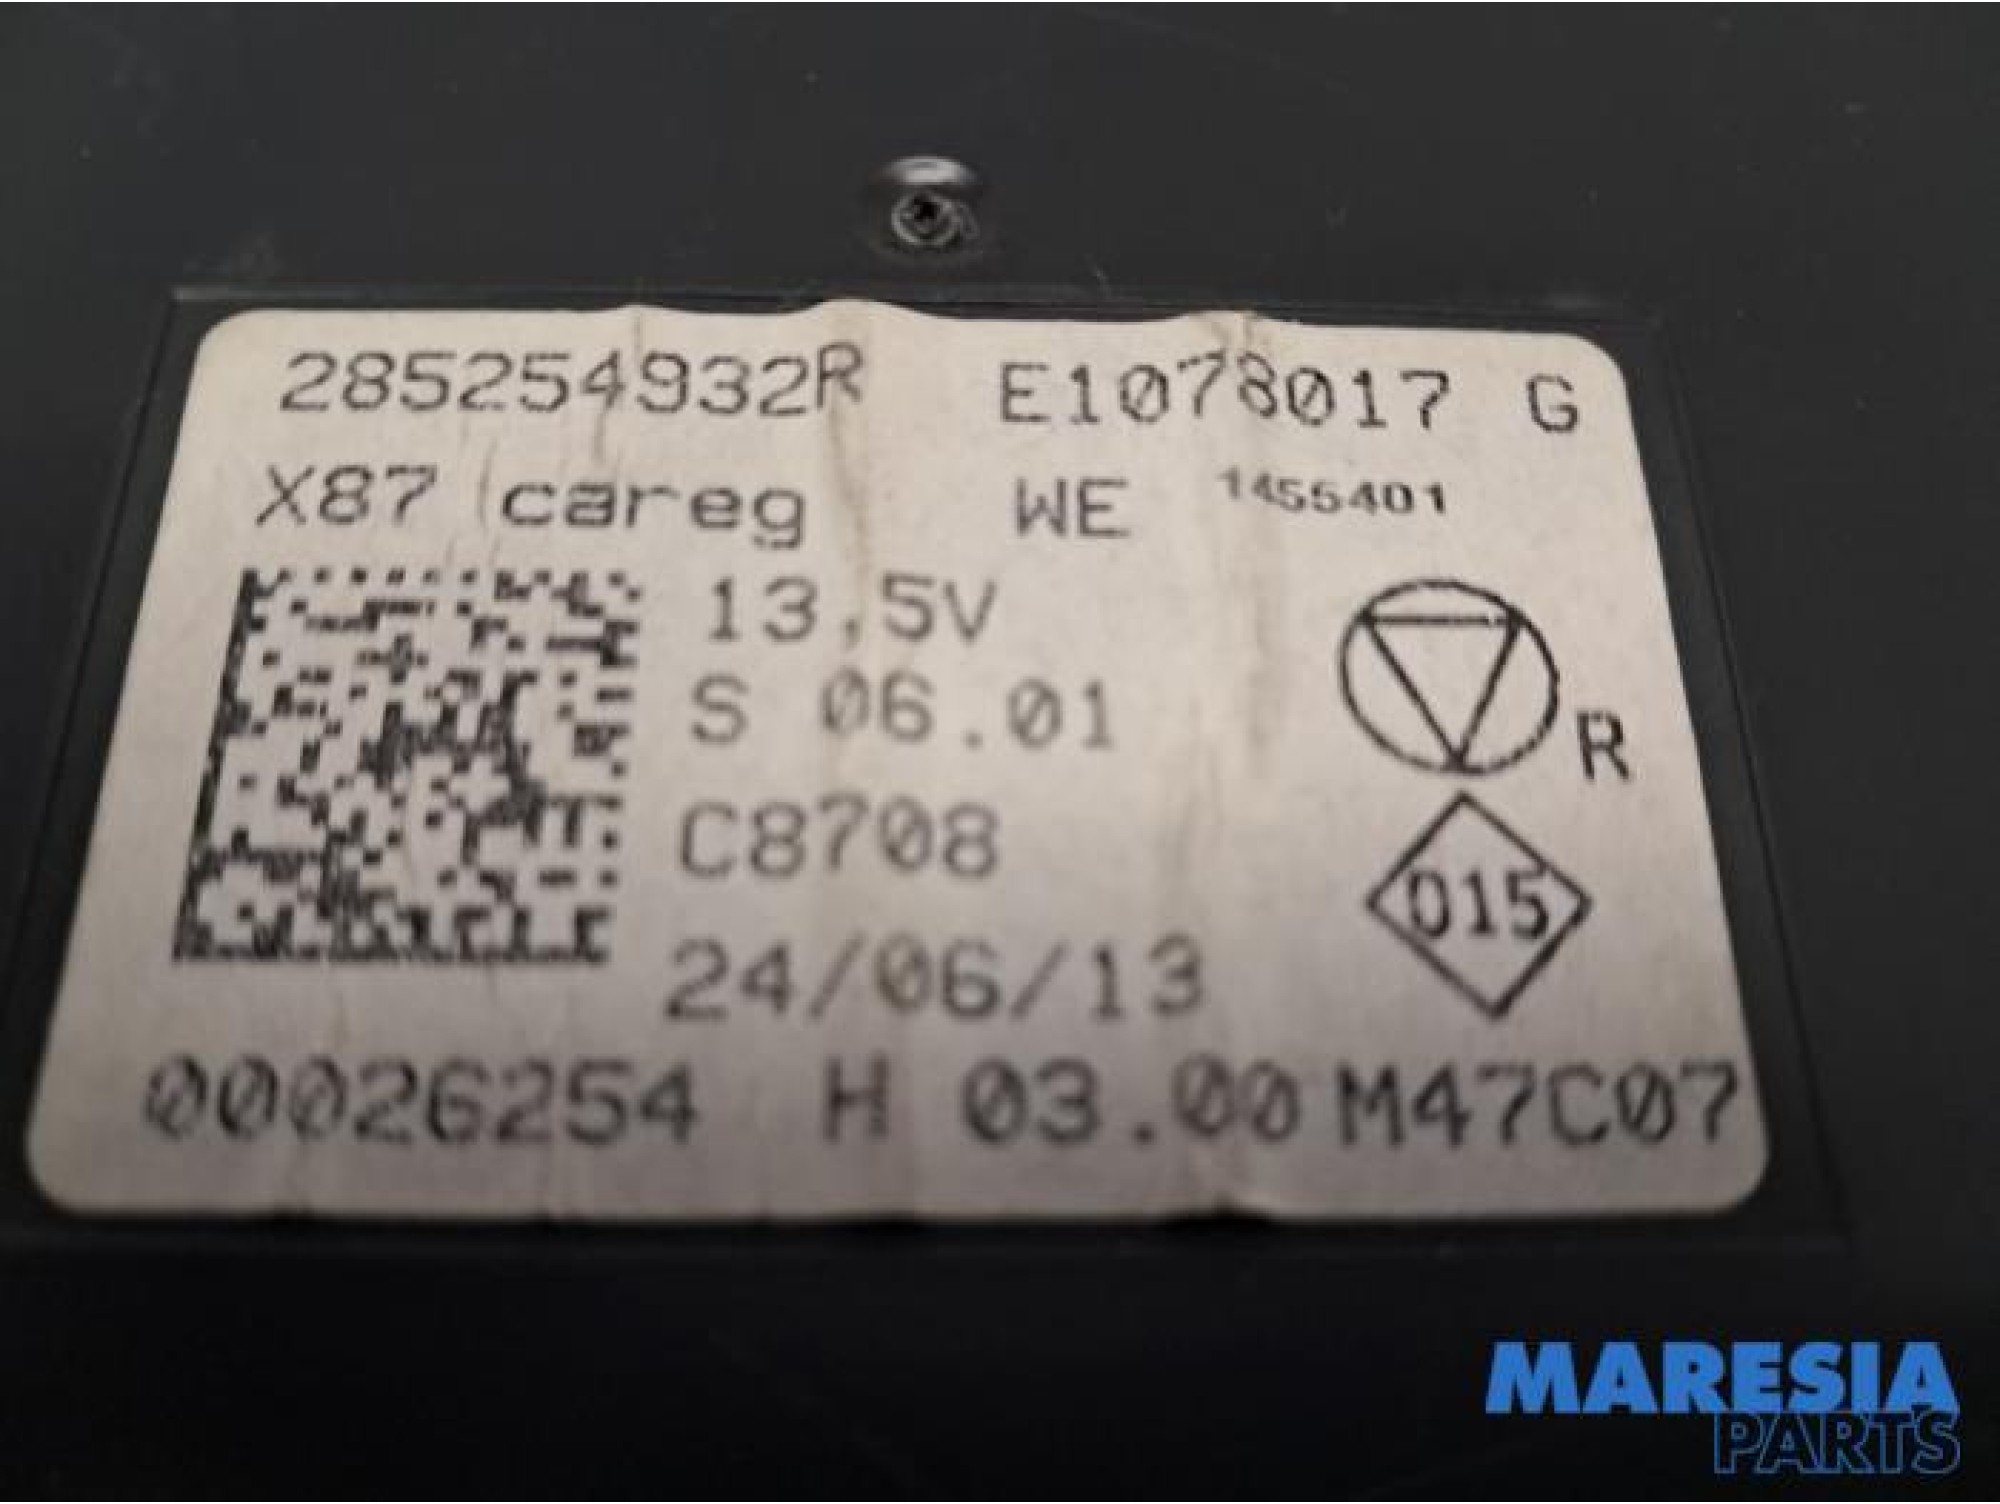 285254932R E1078017 G
X87 careg WE 1455401
13,5V
S 06.01
R
C8708
015
24/06/13
00026254 H 03.00 M47C07
MARESIA
PARTS